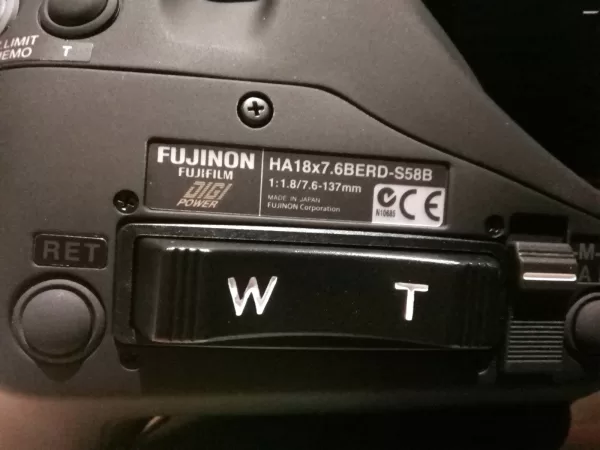 LIMIT
T
FUJINON
FUJIFILM
DIGI
POWER
HA18x7.6BERD-S58B
1:1.8/7.6-137mm
MADE IN JAPAN
FUJINON Corporation
N10685
CE
RET
W
T
M
A